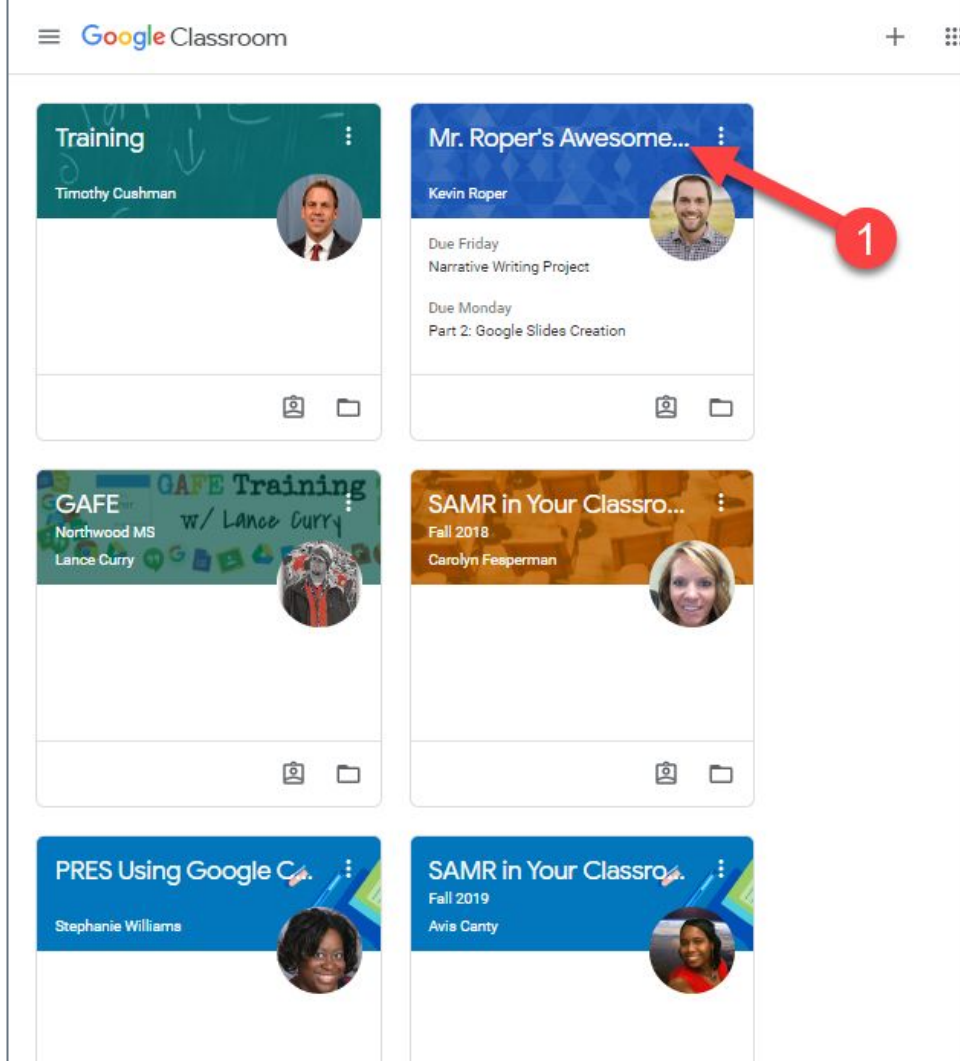 Google Classroom
Training
Timothy Cushman
Mr. Roper's Awesome...
Kevin Roper
1
Due Friday
Narrative Writing Project
Due Monday
Part 2: Google Slides Creation
GAFE Training
w/ Lance Curry
GAFE
Northwood MS
Lance Curry
SAMR in Your Classro...
Fall 2018
Carolyn Fesperman
PRES Using Google C...
Stephanie Williams
SAMR in Your Classro...
Fall 2019
Avis Canty